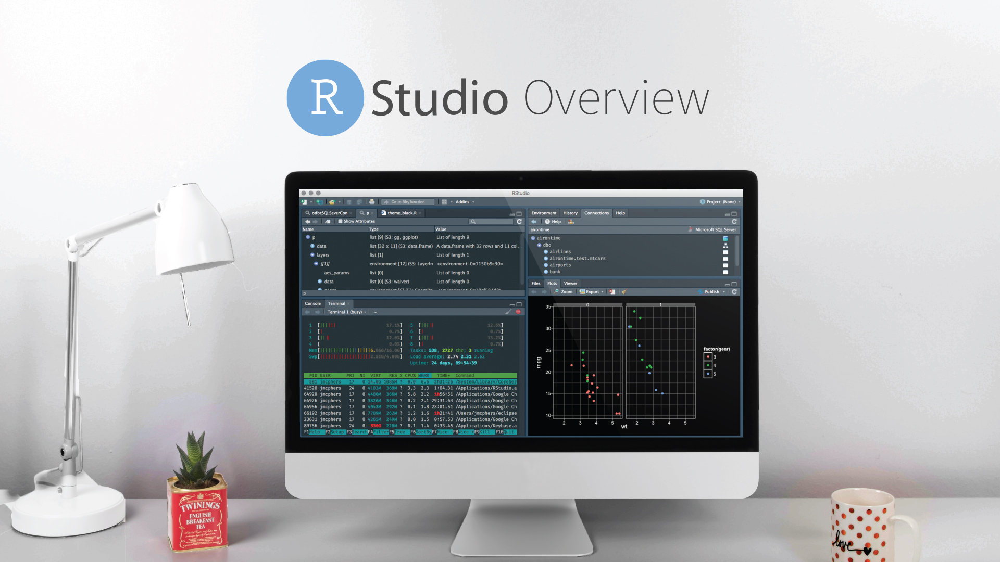 R Studio Overview
RStudio
Go to file/function
Addins
Project: (None)
odbcSQLSeverCon
p
theme_black.R
Show Attributes
Name Type Value
p list [9] (S3: gg, ggplot) List of length 9
data list [32 x 11] (S3: data.frame) A data.frame with 32 rows and 11 col.
layers list [1] List of length 1
[[1]] environment [12] (S3: LayerIn <environment: 0x1150b9c30>
aes_params list [0] List of length 0
data list [0] (S3: waiver) List of length 0
p
Environment History Connections Help
Help
airontime Microsoft SQL Server
airontime
dbo
airlines
airontime.test.mtcars
airports
bank
Console Terminal
Terminal 1 (busy) ~
1 [ 17.1%] 5 [ 12.6%]
2 [ 0.7%] 6 [ 0.7%]
3 [ 12.6%] 7 [ 13.2%]
4 [ 0.0%] 8 [ 0.7%]
Mem[ 6.86G/16.0G] Tasks: 538, 2727 thr; 3 running
Swp[ 2.51G/4.00G] Load average: 2.74 2.31 2.62
Uptime: 24 days, 09:54:39
PID USER PRI NI VIRT RES S CPU% MEM% TIME+ Command
581 jmcphers 17 0 14.0G 1085M ? 0.0 6.6 2h31:26 /System/Library/CoreSer
41520 jmcphers 24 0 4103M 368M ? 3.3 2.3 1:04.31 /Applications/RStudio.a
64920 jmcphers 17 0 4480M 366M ? 5.8 2.2 1h56:51 /Applications/Google Ch
64926 jmcphers 17 0 3826M 346M ? 0.2 2.1 29:31.63 /Applications/Google Ch
64956 jmcphers 17 0 4043M 292M ? 0.1 1.8 23:01.51 /Applications/Google Ch
66192 jmcphers 17 0 7709M 262M ? 1.2 1.6 1h21:41 /Users/jmcphers/eclipse
23631 jmcphers 17 0 4265M 249M ? 0.0 1.5 0:57.53 /Applications/Google Ch
89756 jmcphers 24 0 530G 228M ? 0.1 1.4 0:33.45 /Applications/Keybase.a
F1Help F2Setup F3SearchF4FilterF5Tree F6SortByF7Nice -F8Nice +F9Kill F10Quit
Files Plots Viewer
Zoom Export Publish
0 1
35
30
25
20
15
10
mpg
2 3 4 5 2 3 4 5
wt
factor(gear)
3
4
5
TWININGS
ENGLISH
BREAKFAST
TEA
love